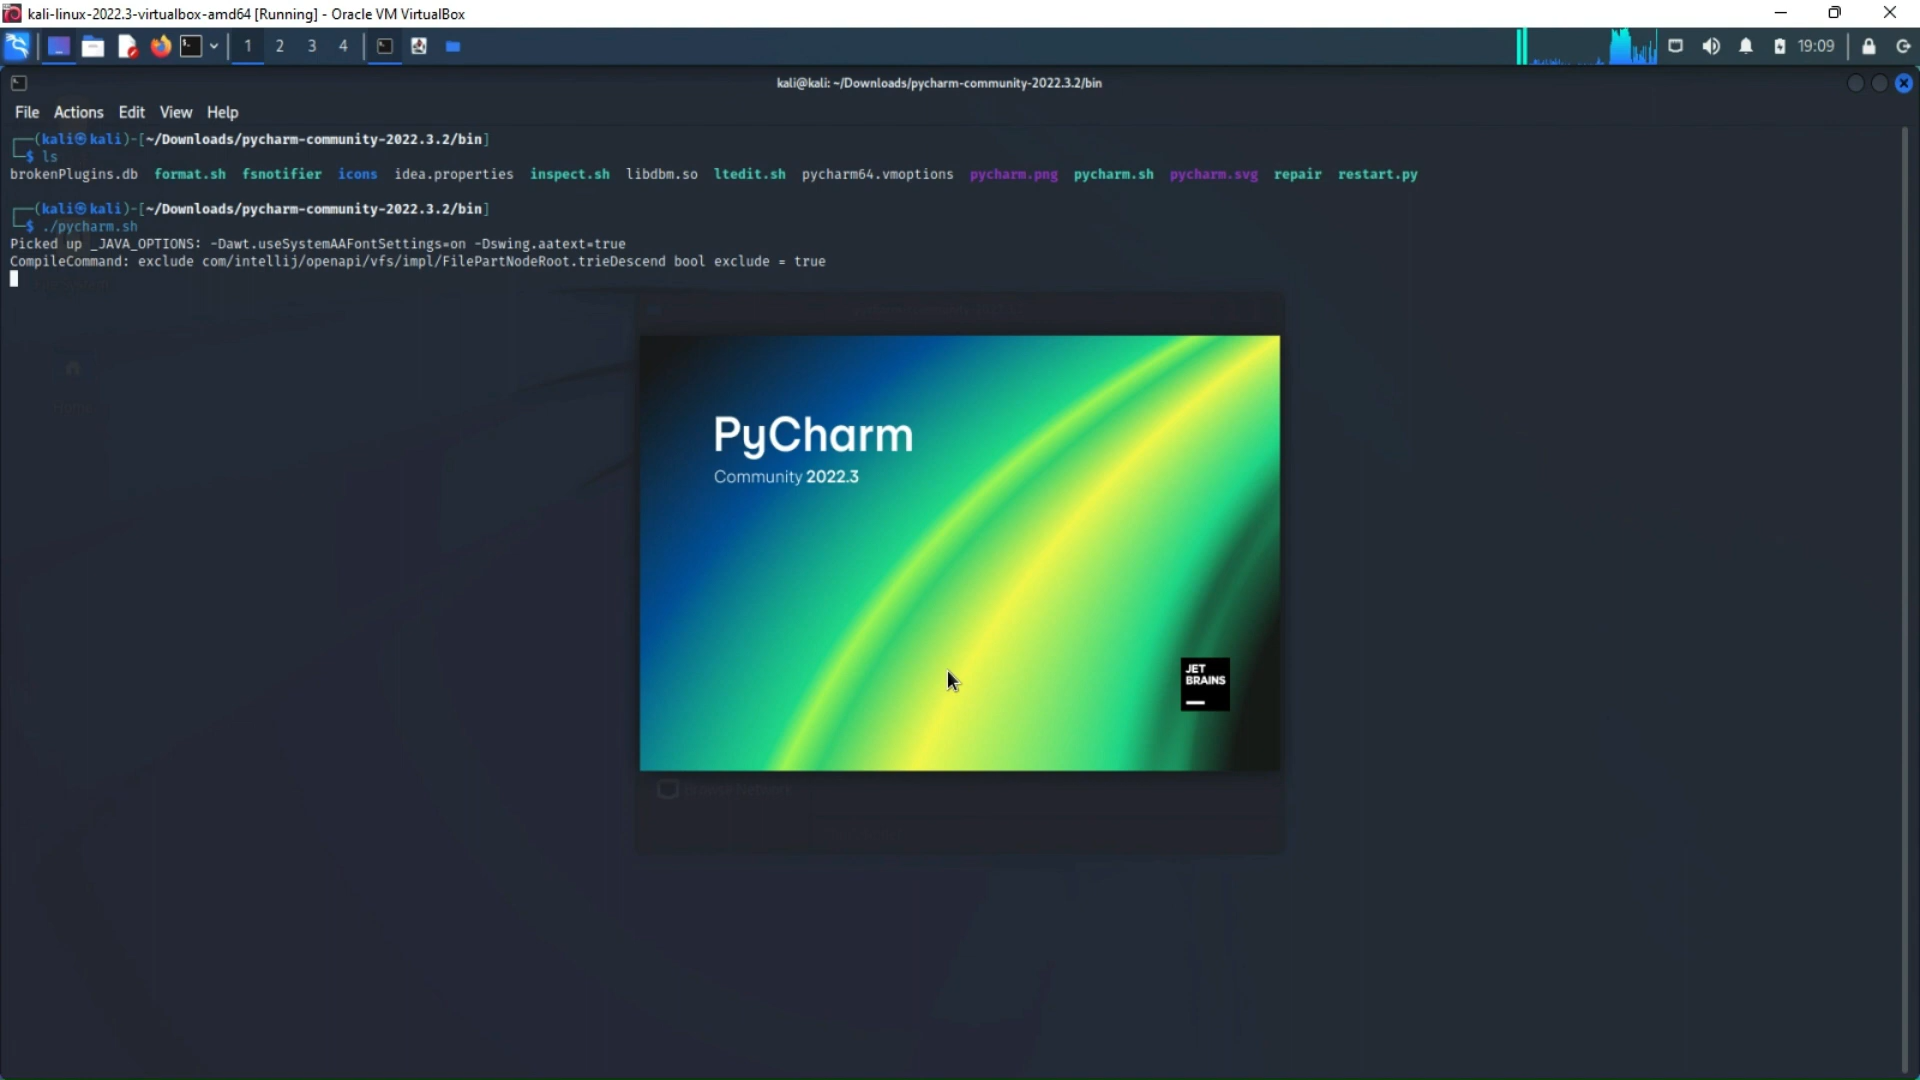 kali-linux-2022.3-virtualbox-amd64 [Running] - Oracle VM VirtualBox
1 2 3 4 19:09
kali@kali: ~/Downloads/pycharm-community-2022.3.2/bin
File Actions Edit View Help
┌──(kali㉿kali)-[~/Downloads/pycharm-community-2022.3.2/bin]
└─$ ls
brokenPlugins.db format.sh fsnotifier icons idea.properties inspect.sh libdbm.so ltedit.sh pycharm64.vmoptions pycharm.png pycharm.sh pycharm.svg repair restart.py
┌──(kali㉿kali)-[~/Downloads/pycharm-community-2022.3.2/bin]
└─$ ./pycharm.sh
Picked up _JAVA_OPTIONS: -Dawt.useSystemAAFontSettings=on -Dswing.aatext=true
CompileCommand: exclude com/intellij/openapi/vfs/impl/FilePartNodeRoot.trieDescend bool exclude = true
PyCharm
Community 2022.3
JET
BRAINS
Browse Network